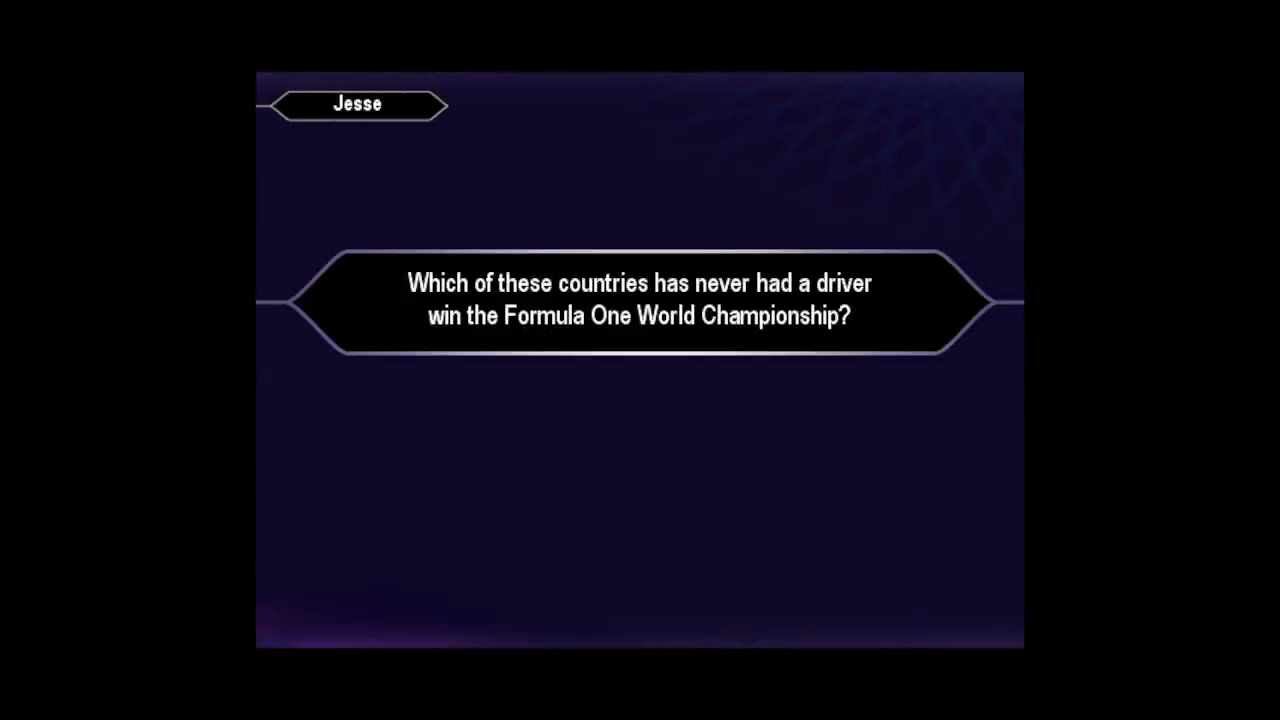 Jesse
Which of these countries has never had a driver
win the Formula One World Championship?